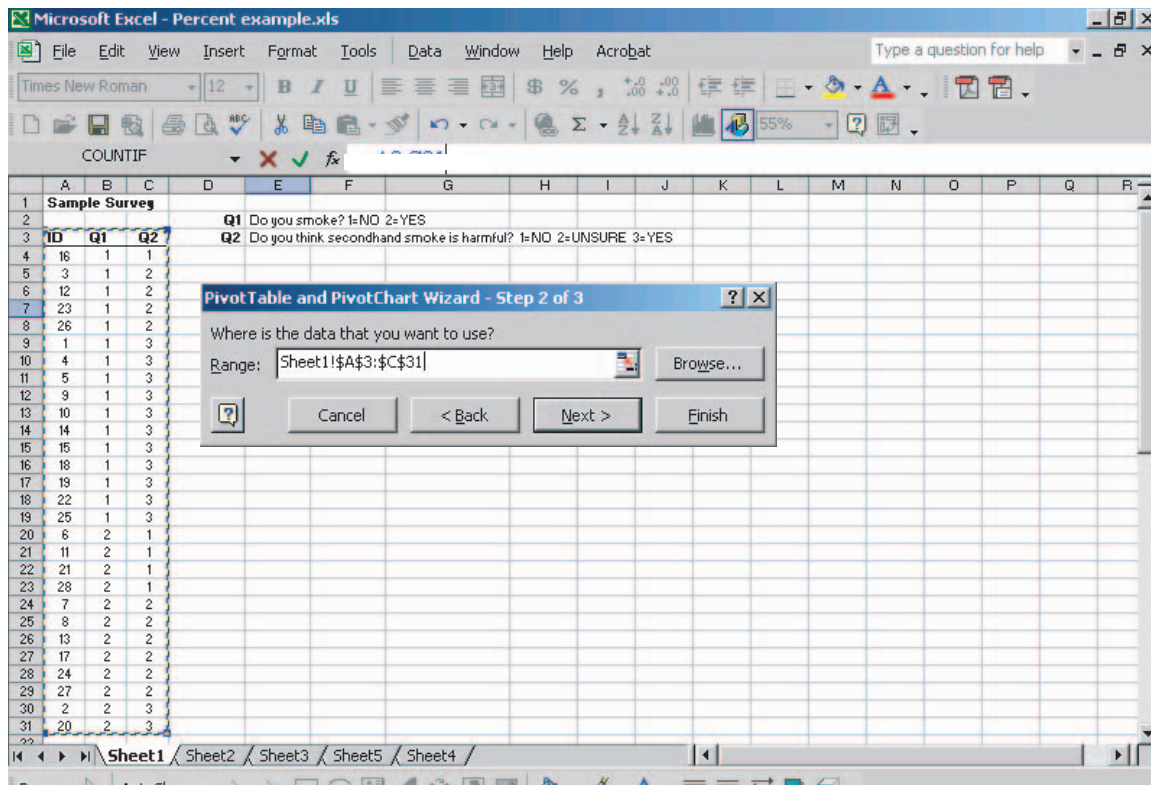 Microsoft Excel - Percent example.xls
File Edit View Insert Format Tools Data Window Help Acrobat Type a question for help
Times New Roman 12 B I U $ % , .00
ABC Σ 55%
COUNTIF fx
A B C D E F G H I J K L M N O P Q R
1 Sample Survey
2 Q1 Do you smoke? 1=NO 2=YES
3 ID Q1 Q2 Q2 Do you think secondhand smoke is harmful? 1=NO 2=UNSURE 3=YES
4 16 1 1
5 3 1 2
6 12 1 2
7 23 1 2
8 26 1 2
9 1 1 3
10 4 1 3
11 5 1 3
12 9 1 3
13 10 1 3
14 14 1 3
15 15 1 3
16 18 1 3
17 19 1 3
18 22 1 3
19 25 1 3
20 6 2 1
21 11 2 1
22 21 2 1
23 28 2 1
24 7 2 2
25 8 2 2
26 13 2 2
27 17 2 2
28 24 2 2
29 27 2 2
30 2 2 3
31 20 2 3
PivotTable and PivotChart Wizard - Step 2 of 3
Where is the data that you want to use?
Range: Sheet1!$A$3:$C$31 Browse...
Cancel < Back Next > Finish
Sheet1 Sheet2 Sheet3 Sheet5 Sheet4